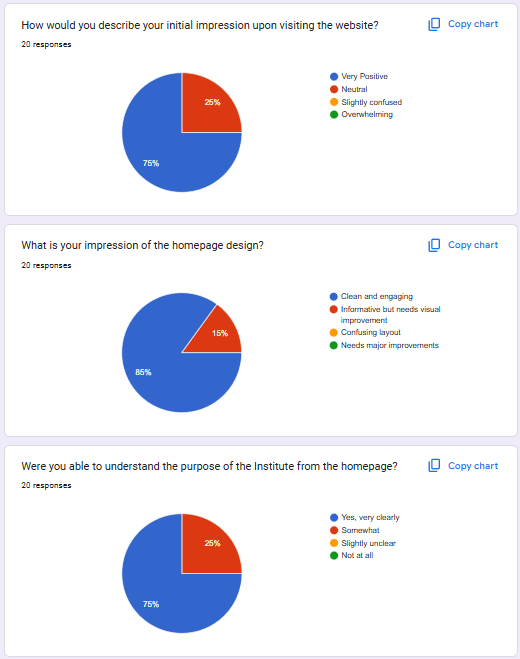 How would you describe your initial impression upon visiting the website?
Copy chart
20 responses
Very Positive
Neutral
Slightly confused
Overwhelming
25%
75%
What is your impression of the homepage design?
Copy chart
20 responses
Clean and engaging
Informative but needs visual
improvement
Confusing layout
Needs major improvements
15%
85%
Were you able to understand the purpose of the Institute from the homepage?
Copy chart
20 responses
Yes, very clearly
Somewhat
Slightly unclear
Not at all
25%
75%